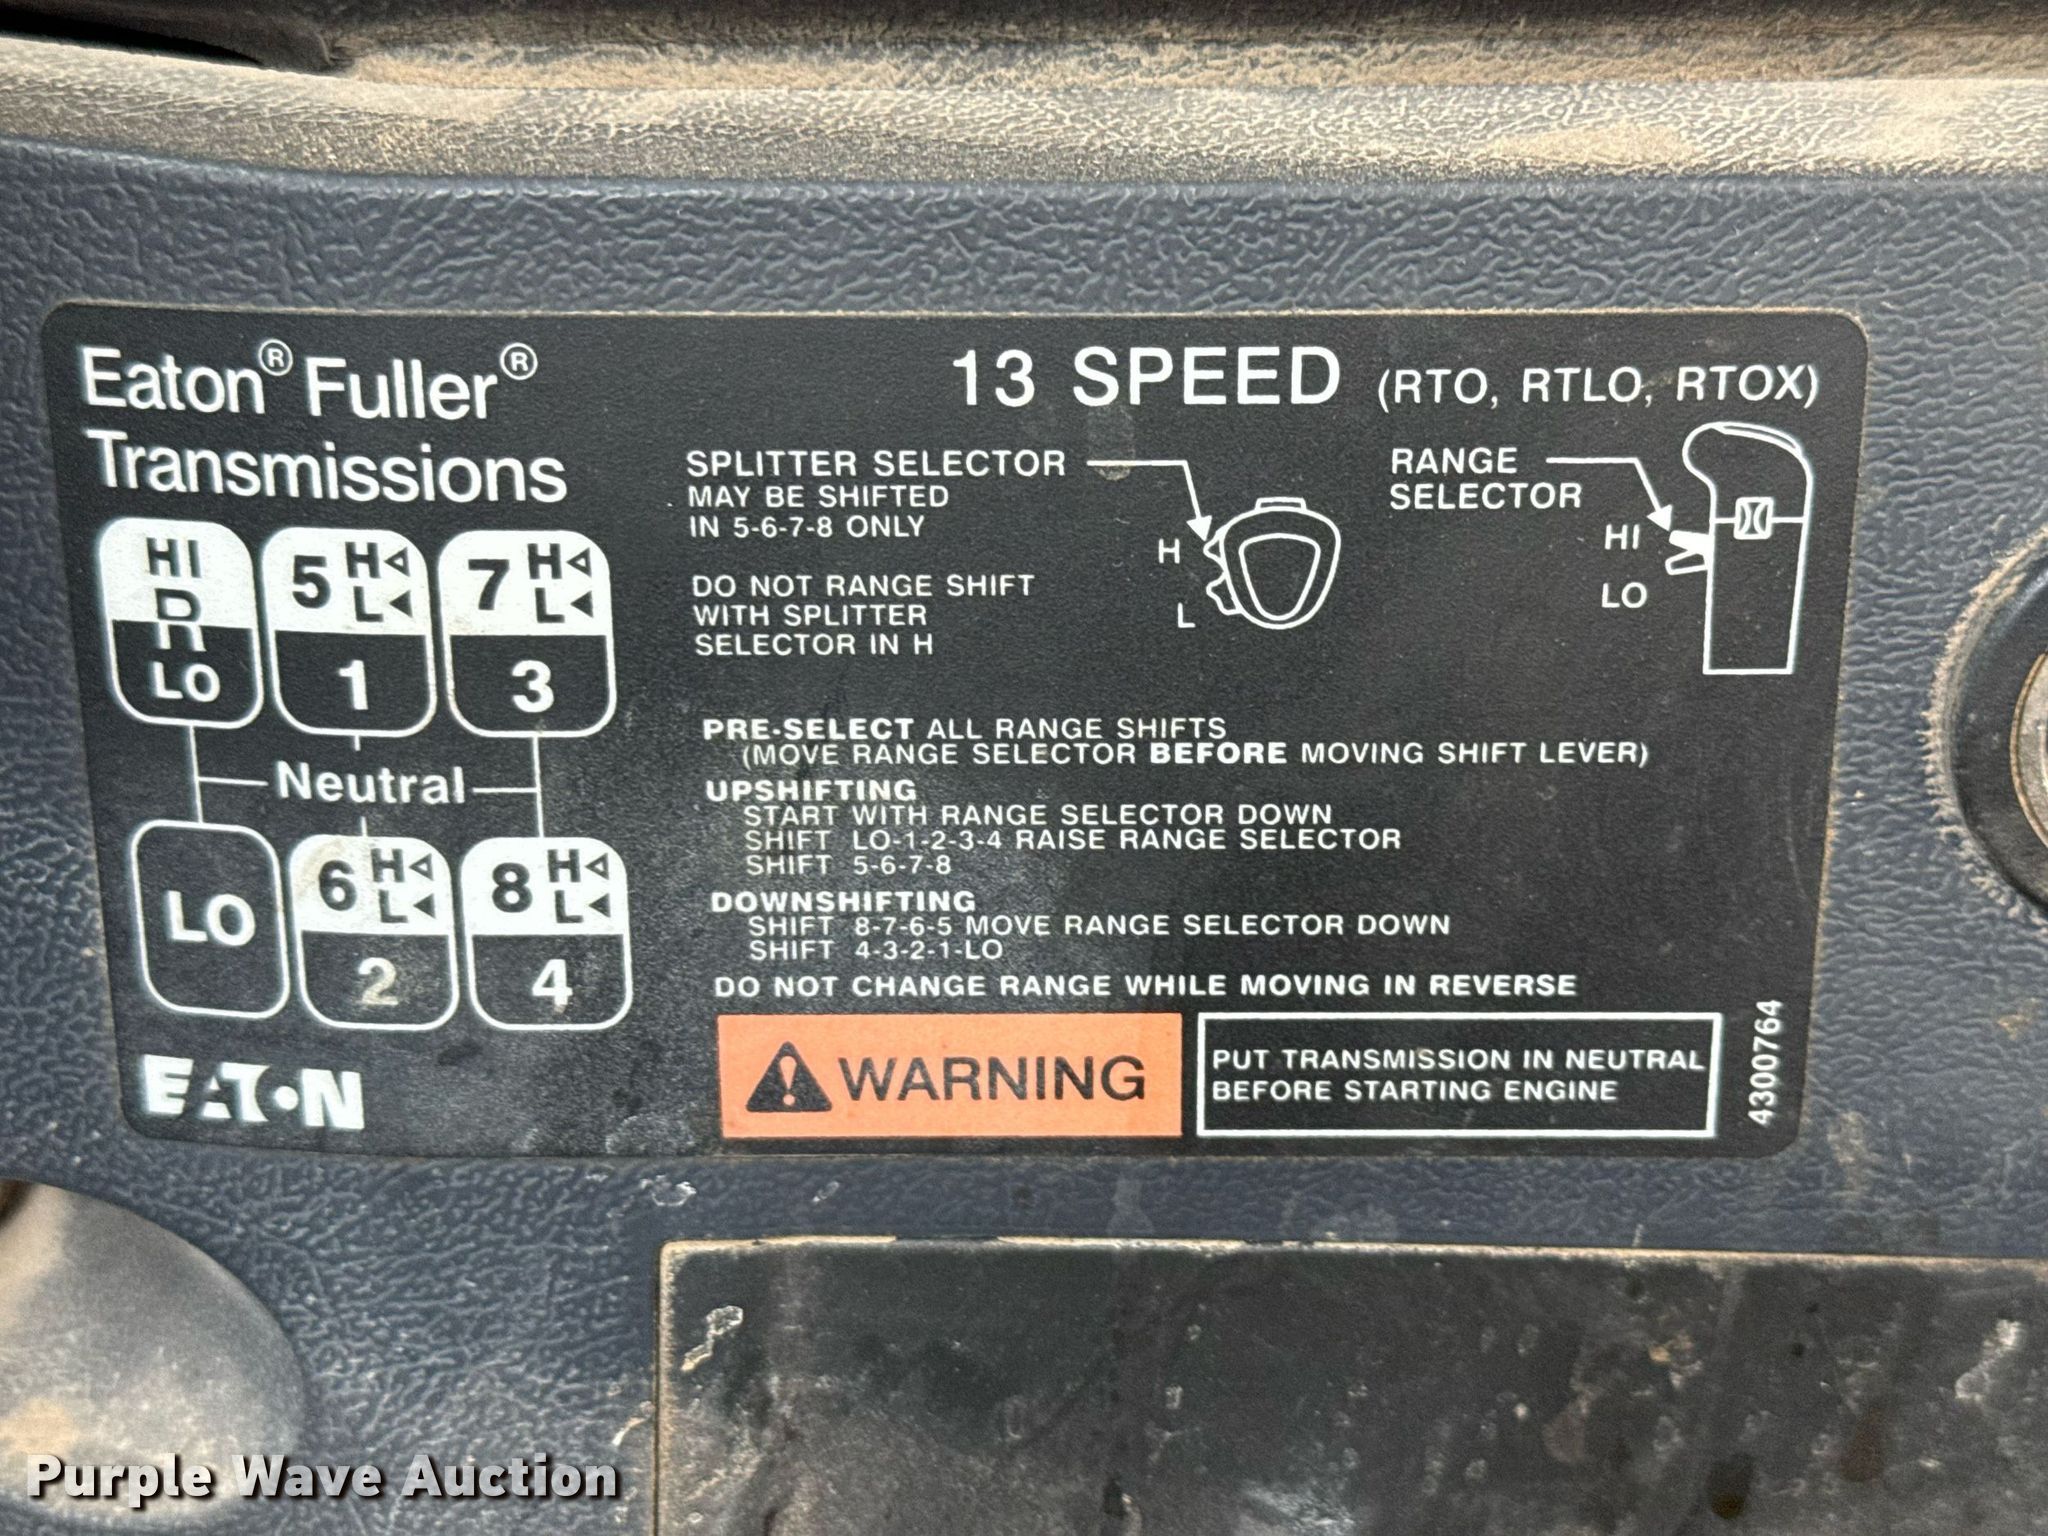 Eaton® Fuller®
Transmissions
13 SPEED (RTO, RTLO, RTOX)
HI
R
LO
5 H
L
1
7 H
L
3
Neutral
LO
6 H
L
2
8 H
L
4
EATON
SPLITTER SELECTOR
MAY BE SHIFTED
IN 5-6-7-8 ONLY
DO NOT RANGE SHIFT
WITH SPLITTER
SELECTOR IN H
H
L
RANGE
SELECTOR
HI
LO
PRE-SELECT ALL RANGE SHIFTS
(MOVE RANGE SELECTOR BEFORE MOVING SHIFT LEVER)
UPSHIFTING
START WITH RANGE SELECTOR DOWN
SHIFT LO-1-2-3-4 RAISE RANGE SELECTOR
SHIFT 5-6-7-8
DOWNSHIFTING
SHIFT 8-7-6-5 MOVE RANGE SELECTOR DOWN
SHIFT 4-3-2-1-LO
DO NOT CHANGE RANGE WHILE MOVING IN REVERSE
WARNING
PUT TRANSMISSION IN NEUTRAL
BEFORE STARTING ENGINE
4300764
Purple Wave Auction